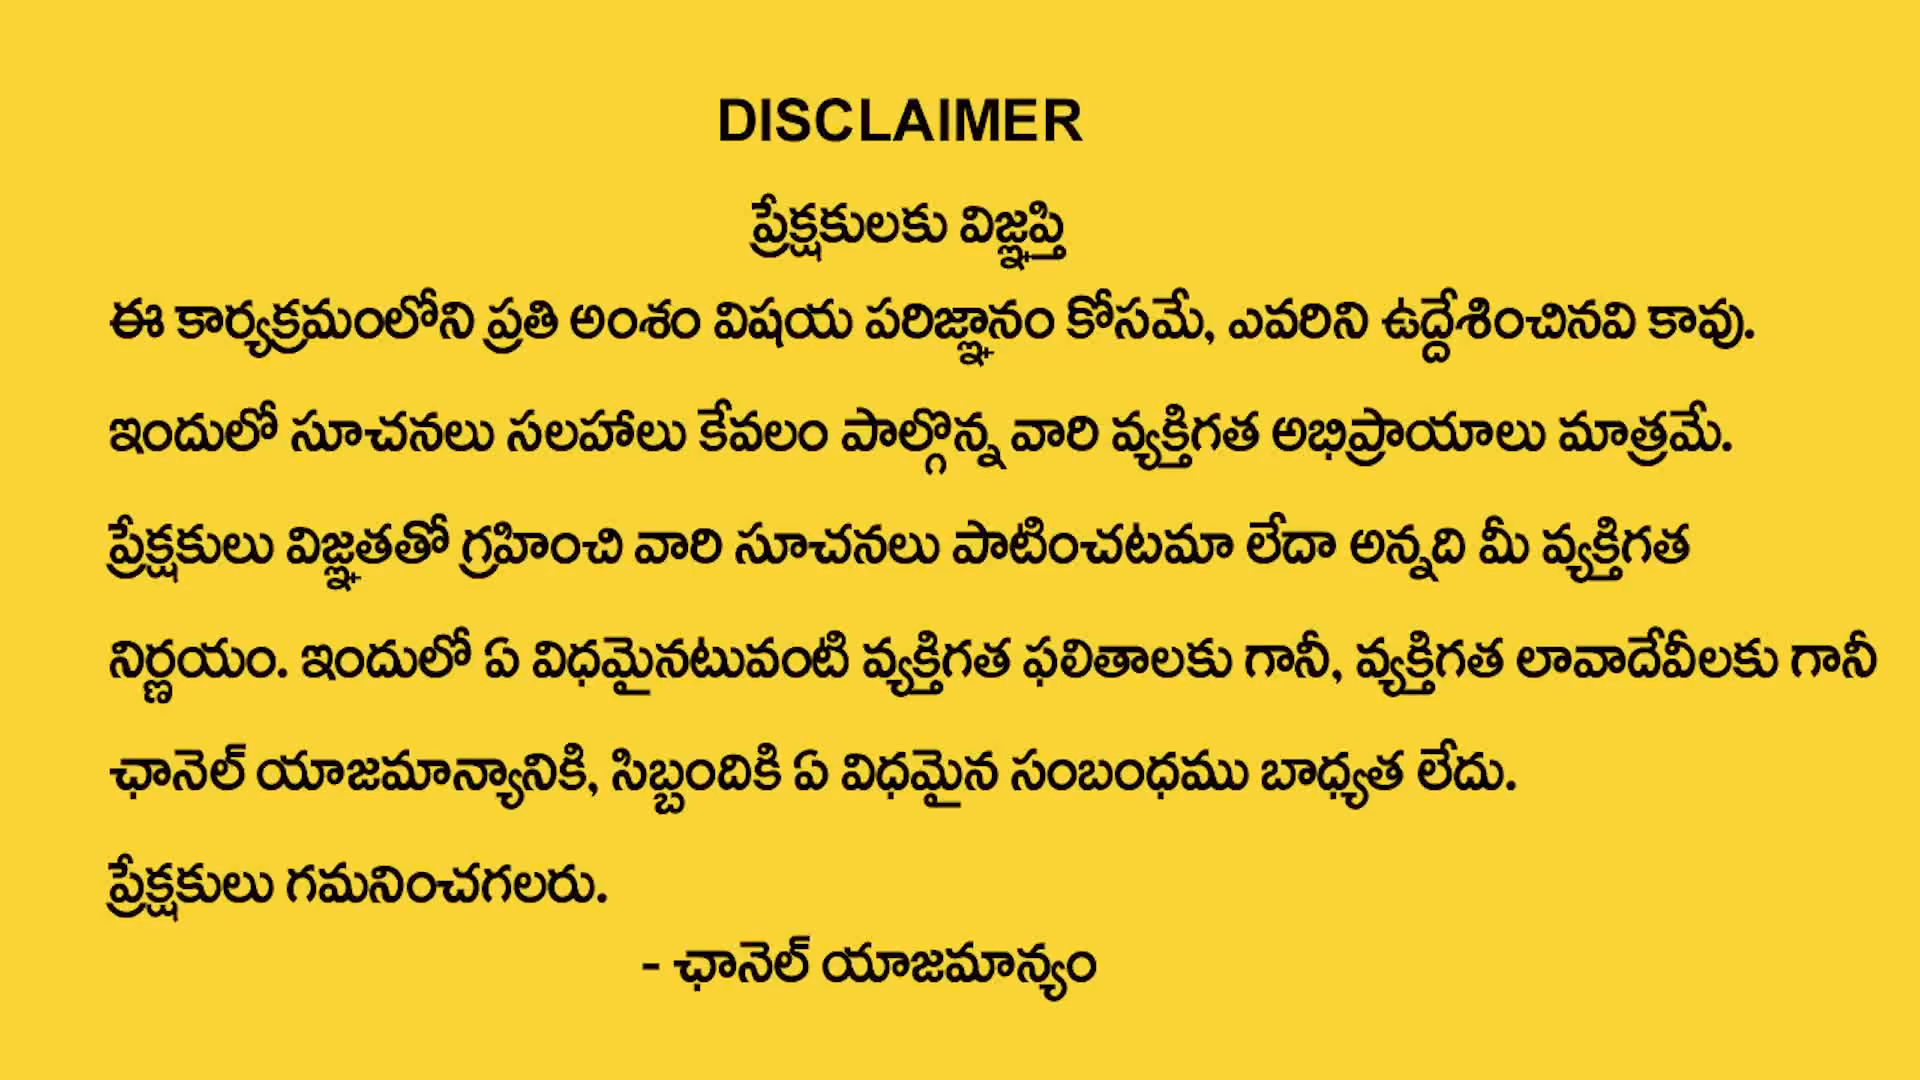 DISCLAIMER
ప్రేక్షకులకు విజ్ఞప్తి
ఈ కార్యక్రమంలోని ప్రతి అంశం విషయ పరిజ్ఞానం కోసమే, ఎవరిని ఉద్దేశించినవి కావు.
ఇందులో సూచనలు సలహాలు కేవలం పాల్గొన్న వారి వ్యక్తిగత అభిప్రాయాలు మాత్రమే.
ప్రేక్షకులు విజ్ఞతతో గ్రహించి వారి సూచనలు పాటించటమా లేదా అన్నది మీ వ్యక్తిగత
నిర్ణయం. ఇందులో ఏ విధమైనటువంటి వ్యక్తిగత ఫలితాలకు గానీ, వ్యక్తిగత లావాదేవీలకు గానీ
ఛానెల్ యాజమాన్యానికి, సిబ్బందికి ఏ విధమైన సంబంధము బాధ్యత లేదు.
ప్రేక్షకులు గమనించగలరు.
- ఛానెల్ యాజమాన్యం